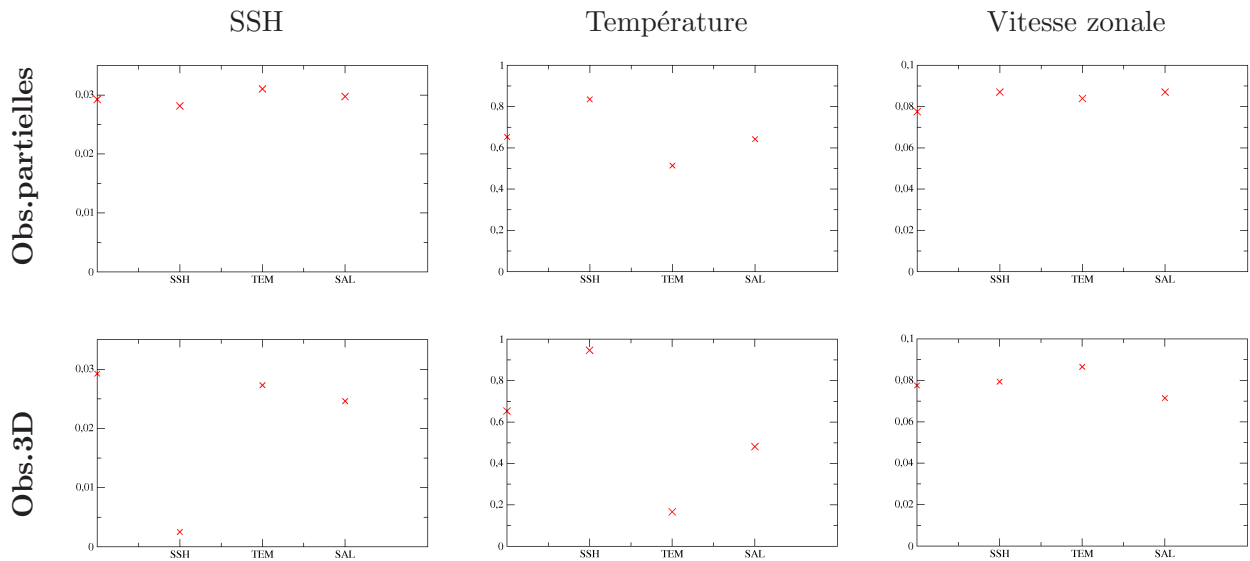 SSH
Température
Vitesse zonale
Obs.partielles
0,03
0,02
0,01
0
SSH TEM SAL
1
0,8
0,6
0,4
0,2
0
SSH TEM SAL
0,1
0,08
0,06
0,04
0,02
0
SSH TEM SAL
Obs.3D
0,03
0,02
0,01
0
SSH TEM SAL
1
0,8
0,6
0,4
0,2
0
SSH TEM SAL
0,1
0,08
0,06
0,04
0,02
0
SSH TEM SAL